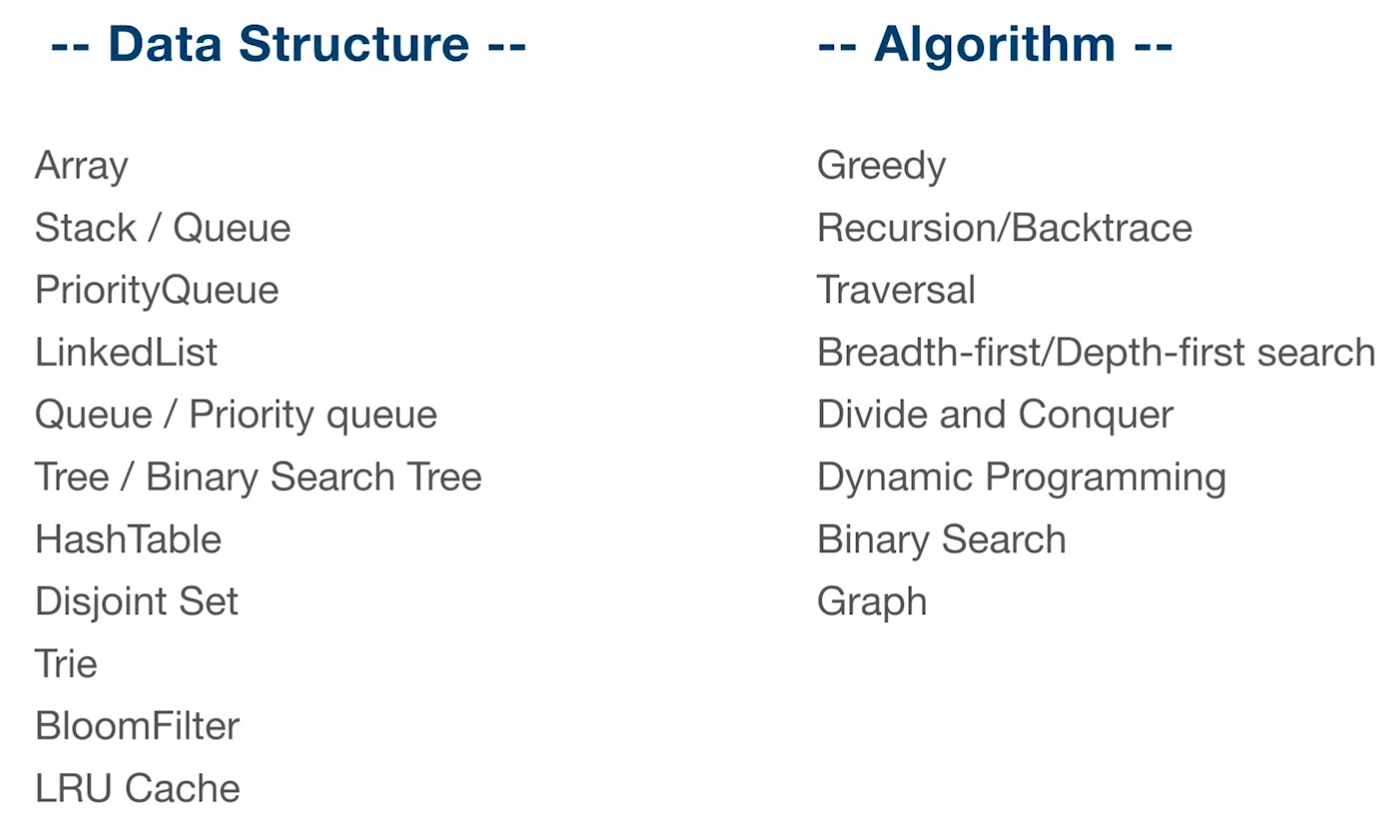 -- Data Structure --
Array
Stack / Queue
PriorityQueue
LinkedList
Queue / Priority queue
Tree / Binary Search Tree
HashTable
Disjoint Set
Trie
BloomFilter
LRU Cache
-- Algorithm --
Greedy
Recursion/Backtrace
Traversal
Breadth-first/Depth-first search
Divide and Conquer
Dynamic Programming
Binary Search
Graph